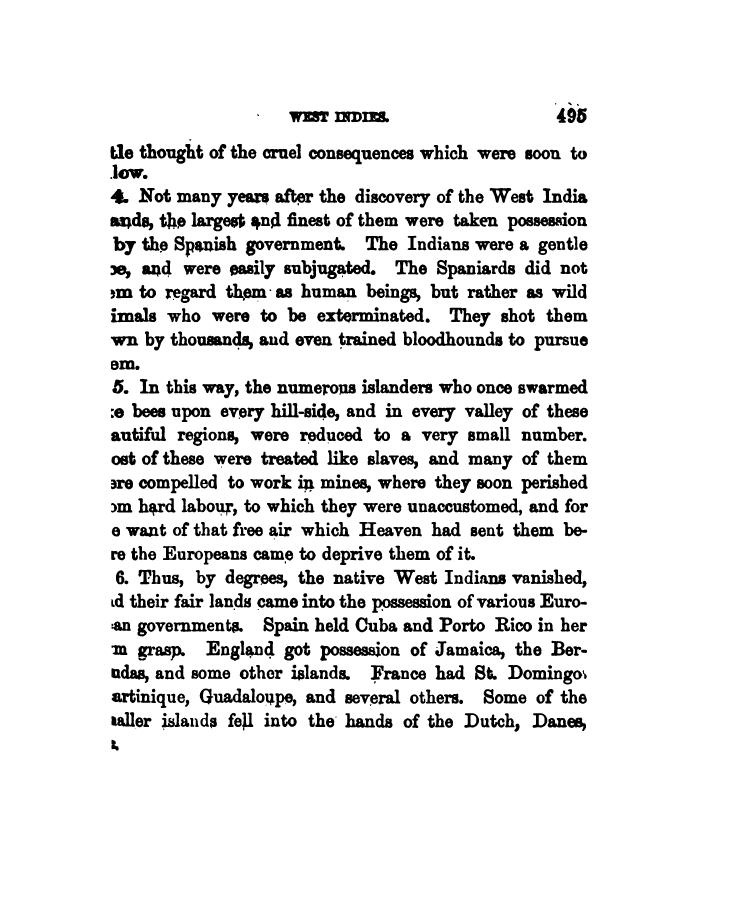 WEST INDIES. 495
tle thought of the cruel consequences which were soon to
low.
4. Not many years after the discovery of the West India
ands, the largest and finest of them were taken possession
by the Spanish government. The Indians were a gentle
ce, and were easily subjugated. The Spaniards did not
em to regard them as human beings, but rather as wild
imals who were to be exterminated. They shot them
wn by thousands, and even trained bloodhounds to pursue
em.
5. In this way, the numerous islanders who once swarmed
ke bees upon every hill-side, and in every valley of these
autiful regions, were reduced to a very small number.
ost of these were treated like slaves, and many of them
ere compelled to work in mines, where they soon perished
om hard labour, to which they were unaccustomed, and for
e want of that free air which Heaven had sent them be-
re the Europeans came to deprive them of it.
6. Thus, by degrees, the native West Indians vanished,
d their fair lands came into the possession of various Euro-
an governments. Spain held Cuba and Porto Rico in her
m grasp. England got possession of Jamaica, the Ber-
udas, and some other islands. France had St. Domingo,
artinique, Guadaloupe, and several others. Some of the
aller islands fell into the hands of the Dutch, Danes,